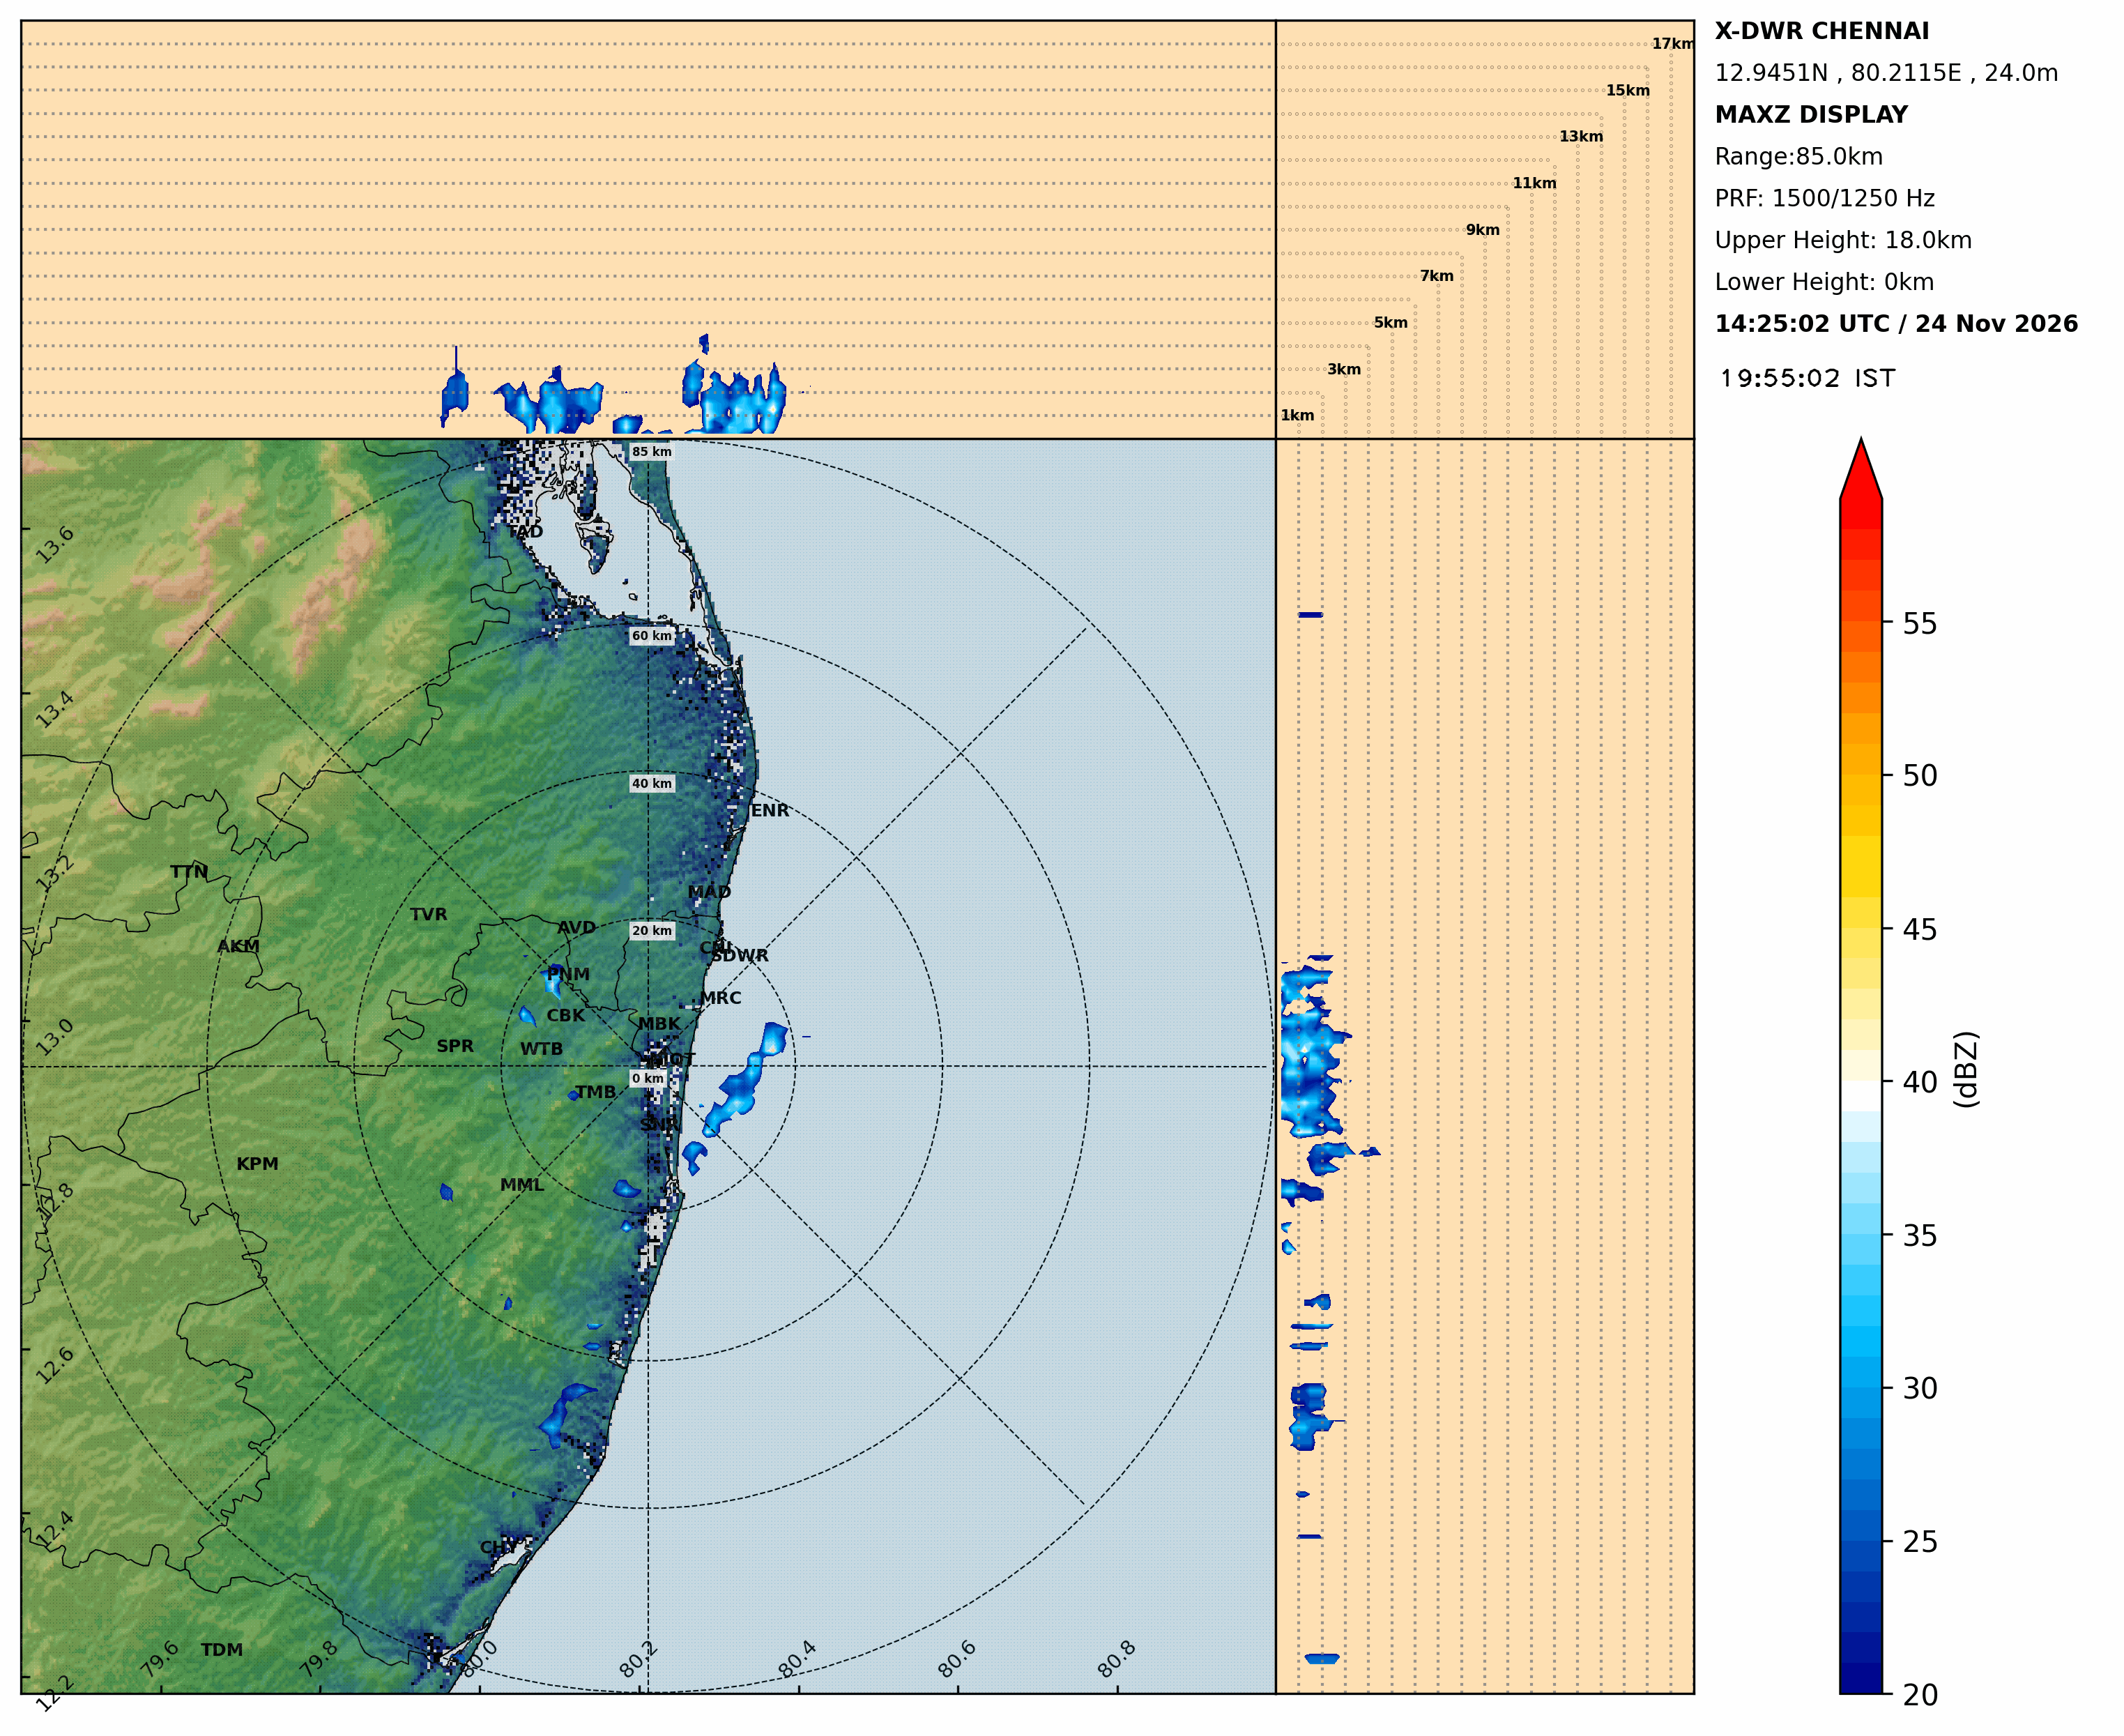 X-DWR CHENNAI
12.9451N , 80.2115E , 24.0m
MAXZ DISPLAY
Range:85.0km
PRF: 1500/1250 Hz
Upper Height: 18.0km
Lower Height: 0km
14:25:02 UTC / 24 Nov 2026
19:55:02 IST
17km
15km
13km
11km
9km
7km
5km
3km
1km
85 km
60 km
40 km
20 km
0 km
TAD
ENR
TTN
MAD
TVR
AVD
AKM
SDWR
PNM
MRC
CBK
MBK
SPR
WTB
TMB
SNR
KPM
MML
CHY
TDM
13.6
13.4
13.2
13.0
12.8
12.6
12.4
12.2
79.6
79.8
80.0
80.2
80.4
80.6
80.8
55
50
45
40
35
30
25
20
(dBZ)